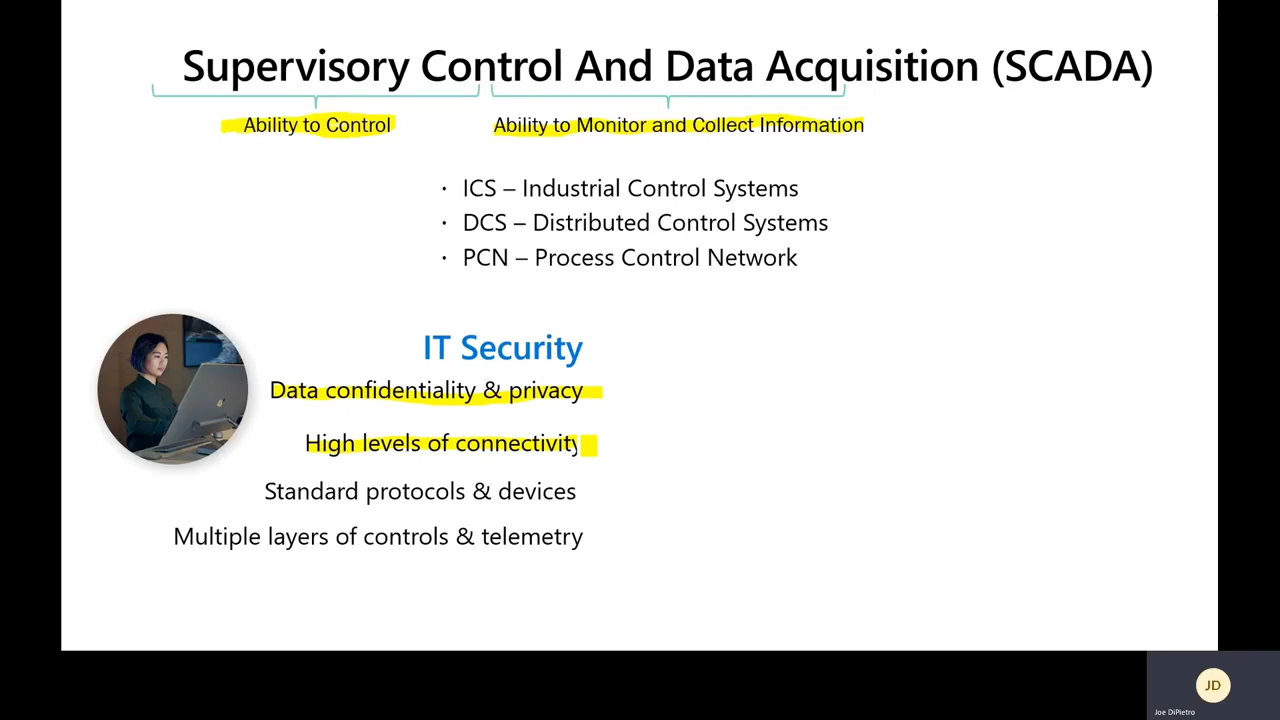 Supervisory Control And Data Acquisition (SCADA)
Ability to Control
Ability to Monitor and Collect Information
· ICS – Industrial Control Systems
· DCS – Distributed Control Systems
· PCN – Process Control Network
IT Security
Data confidentiality & privacy
High levels of connectivity
Standard protocols & devices
Multiple layers of controls & telemetry
JD
Joe DiPietro